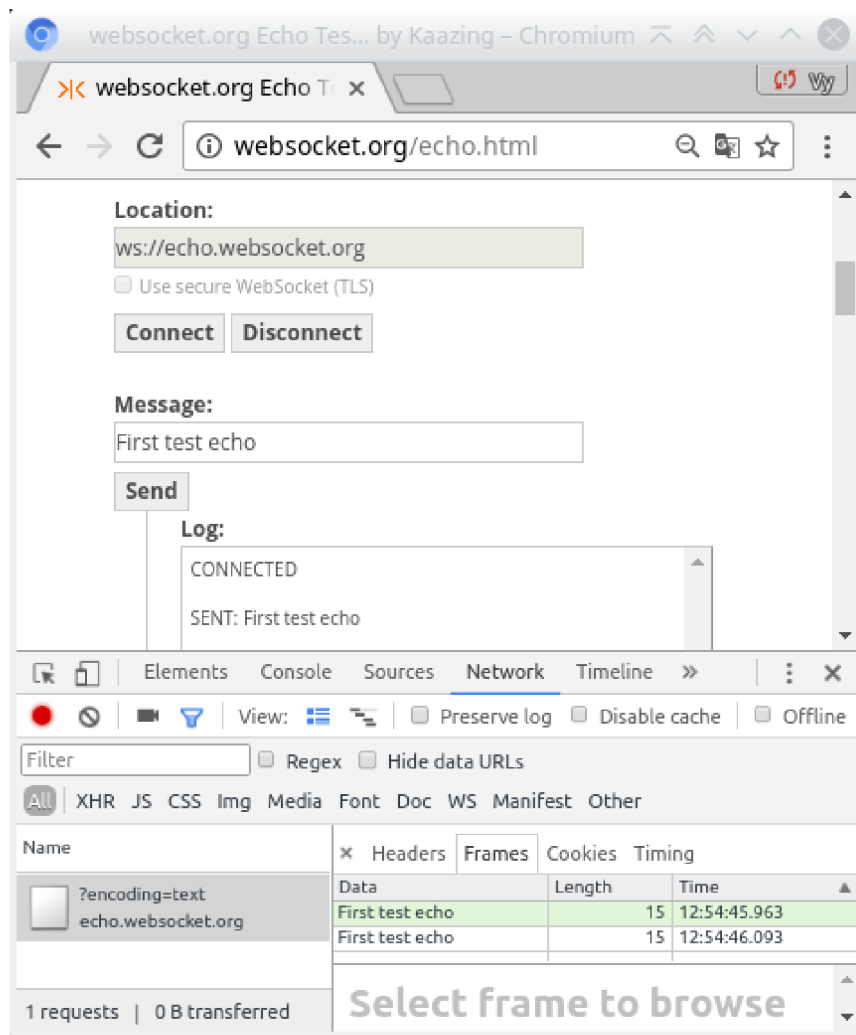 websocket.org Echo Tes... by Kaazing – Chromium
websocket.org Echo T
Vy
websocket.org/echo.html
Location:
ws://echo.websocket.org
Use secure WebSocket (TLS)
Connect Disconnect
Message:
First test echo
Send
Log:
CONNECTED
SENT: First test echo
Elements Console Sources Network Timeline »
View: Preserve log Disable cache Offline
Filter Regex Hide data URLs
All XHR JS CSS Img Media Font Doc WS Manifest Other
Name
× Headers Frames Cookies Timing
?encoding=text
echo.websocket.org
Data Length Time
First test echo 15 12:54:45.963
First test echo 15 12:54:46.093
Select frame to browse
1 requests | 0 B transferred